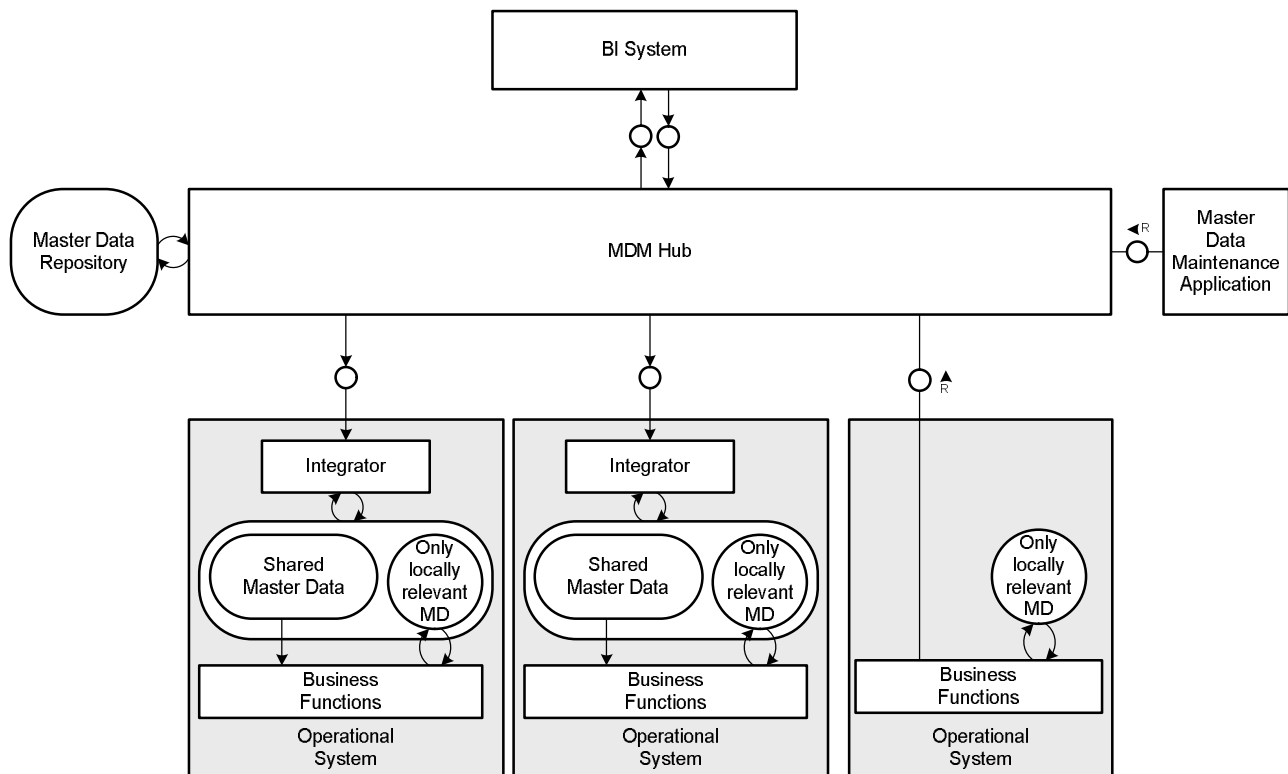 BI System
Master Data
Repository
MDM Hub
R
Master
Data
Maintenance
Application
R
Integrator
Integrator
Shared
Master Data
Only
locally
relevant
MD
Shared
Master Data
Only
locally
relevant
MD
Only
locally
relevant
MD
Business
Functions
Business
Functions
Business
Functions
Operational
System
Operational
System
Operational
System